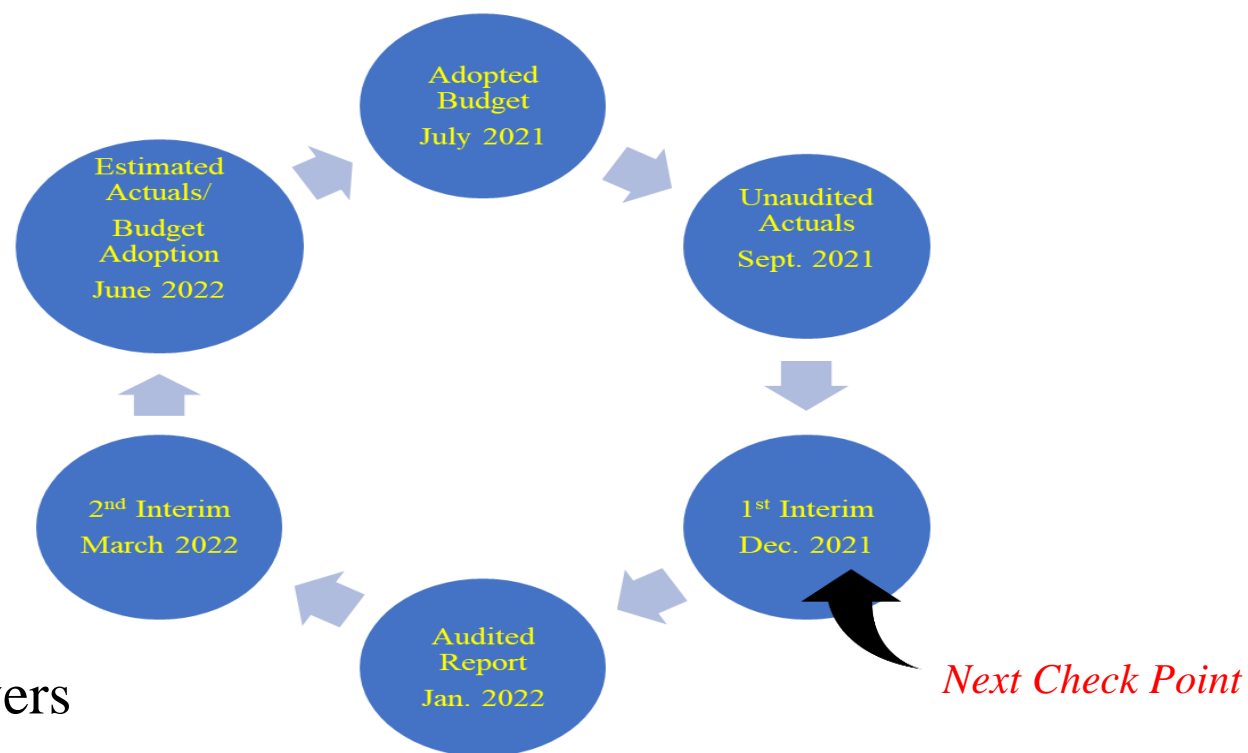 Adopted
Budget
July 2021
Unaudited
Actuals
Sept. 2021
1st Interim
Dec. 2021
Next Check Point
Audited
Report
Jan. 2022
2nd Interim
March 2022
Estimated
Actuals/
Budget
Adoption
June 2022